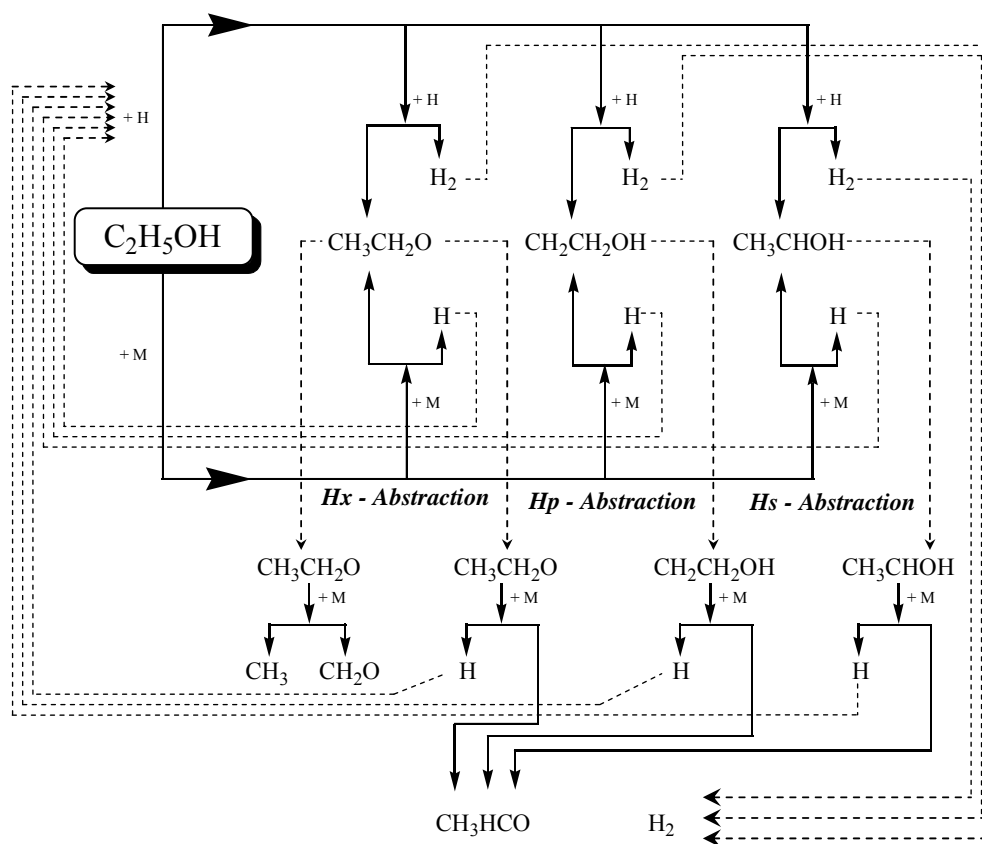 + H + H + H
+ H
H₂ H₂ H₂
C₂H₅OH
CH₃CH₂O CH₂CH₂OH CH₃CHOH
H H H
+ M
+ M + M + M
Hx - Abstraction Hp - Abstraction Hs - Abstraction
CH₃CH₂O CH₃CH₂O CH₂CH₂OH CH₃CHOH
+ M + M + M + M
CH₃ CH₂O H H H
CH₃HCO H₂